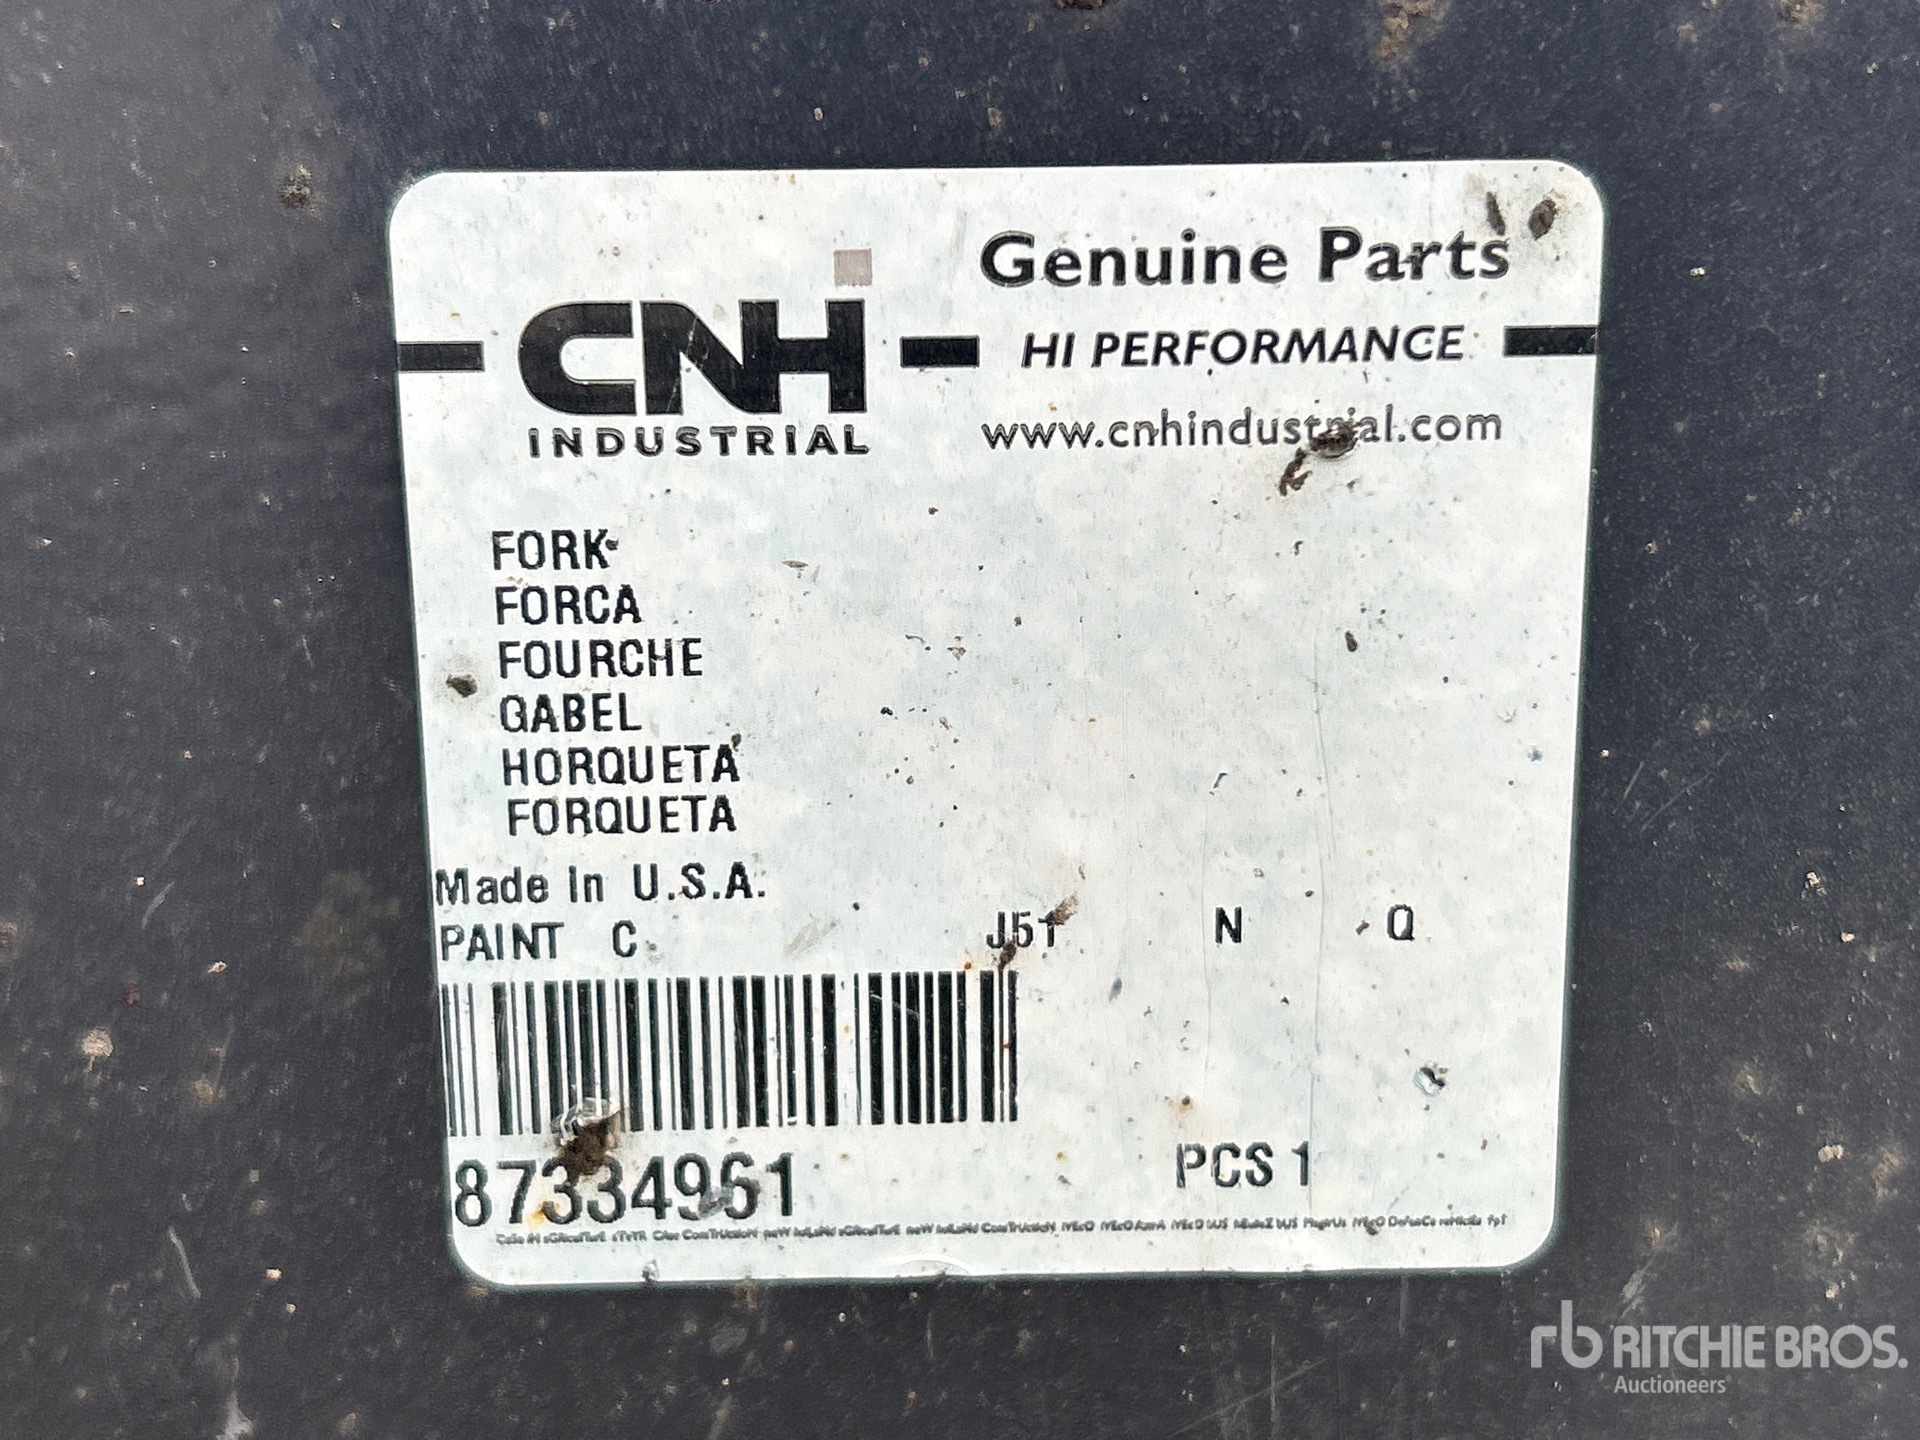 CNH
INDUSTRIAL
Genuine Parts
HI PERFORMANCE
www.cnhindustrial.com
FORK
FORCA
FOURCHE
GABEL
HORQUETA
FORQUETA
Made In U.S.A.
PAINT C J51 N Q
87334961 PCS 1
rb RITCHIE BROS.
Auctioneers